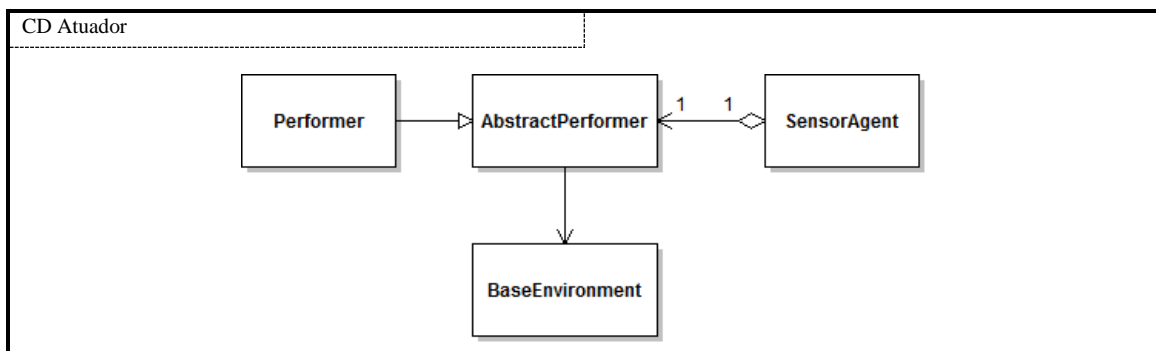 CD Atuador
Performer
AbstractPerformer
1
1
SensorAgent
BaseEnvironment